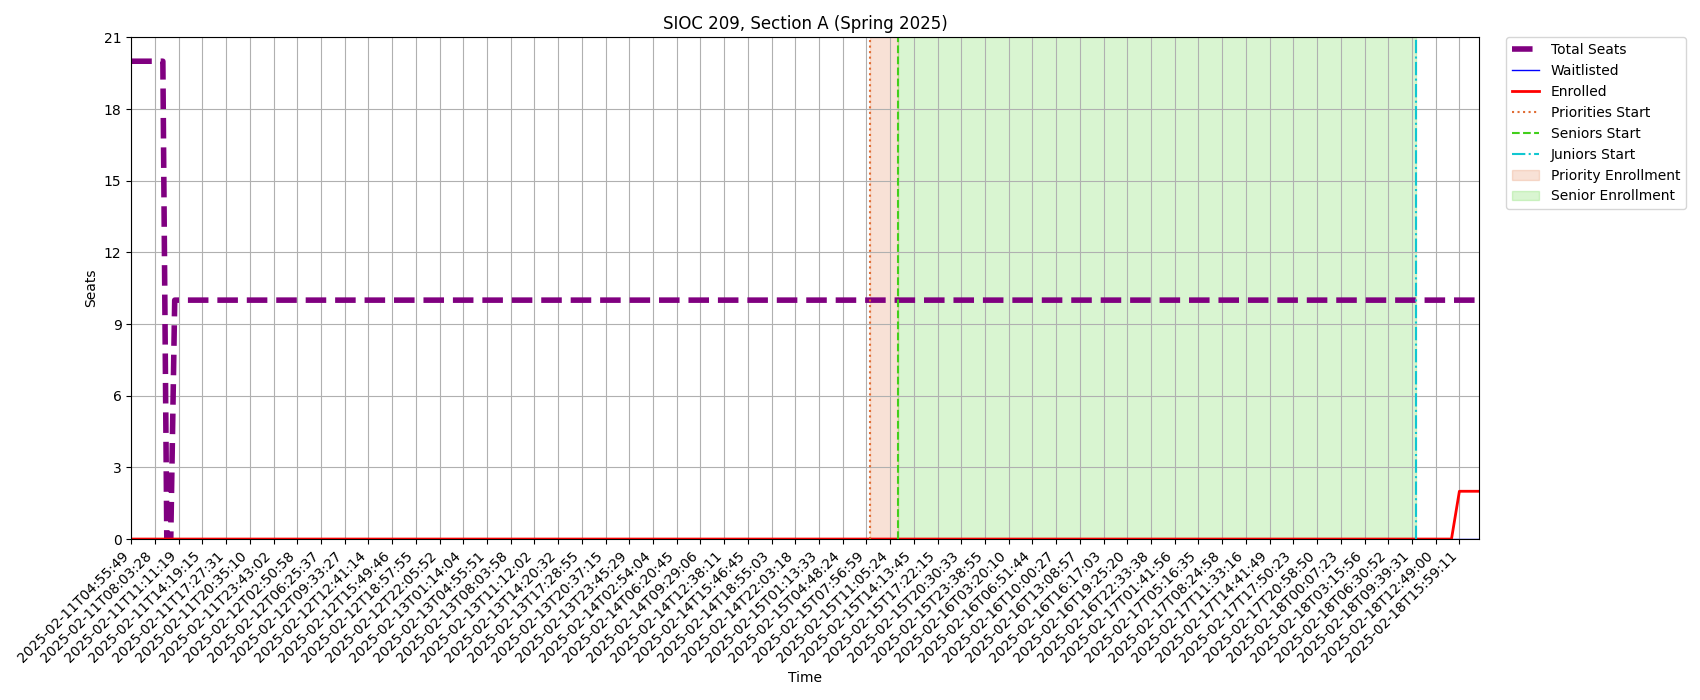 SIOC 209, Section A (Spring 2025)
21
18
15
12
9
6
3
0
Seats
2025-02-11T04:55:49
2025-02-11T08:03:28
2025-02-11T11:11:19
2025-02-11T14:19:15
2025-02-11T17:27:31
2025-02-11T20:35:10
2025-02-11T23:43:02
2025-02-12T02:50:58
2025-02-12T06:25:37
2025-02-12T09:33:27
2025-02-12T12:41:14
2025-02-12T15:49:46
2025-02-12T18:57:55
2025-02-12T22:05:52
2025-02-13T01:14:04
2025-02-13T04:55:51
2025-02-13T08:03:58
2025-02-13T11:12:02
2025-02-13T14:20:32
2025-02-13T17:28:55
2025-02-13T20:37:15
2025-02-13T23:45:29
2025-02-14T02:54:04
2025-02-14T06:20:45
2025-02-14T09:29:06
2025-02-14T12:38:11
2025-02-14T15:46:45
2025-02-14T18:55:03
2025-02-14T22:03:18
2025-02-15T01:13:33
2025-02-15T04:48:24
2025-02-15T07:56:59
2025-02-15T11:05:24
2025-02-15T14:13:45
2025-02-15T17:22:15
2025-02-15T20:30:33
2025-02-15T23:38:55
2025-02-16T03:20:10
2025-02-16T06:51:44
2025-02-16T10:00:27
2025-02-16T13:08:57
2025-02-16T16:17:03
2025-02-16T19:25:20
2025-02-16T22:33:38
2025-02-17T01:41:56
2025-02-17T05:16:35
2025-02-17T08:24:58
2025-02-17T11:33:16
2025-02-17T14:41:49
2025-02-17T17:50:23
2025-02-17T20:58:50
2025-02-18T00:07:23
2025-02-18T03:15:56
2025-02-18T06:30:52
2025-02-18T09:39:31
2025-02-18T12:49:00
2025-02-18T15:59:11
Time
Total Seats
Waitlisted
Enrolled
Priorities Start
Seniors Start
Juniors Start
Priority Enrollment
Senior Enrollment